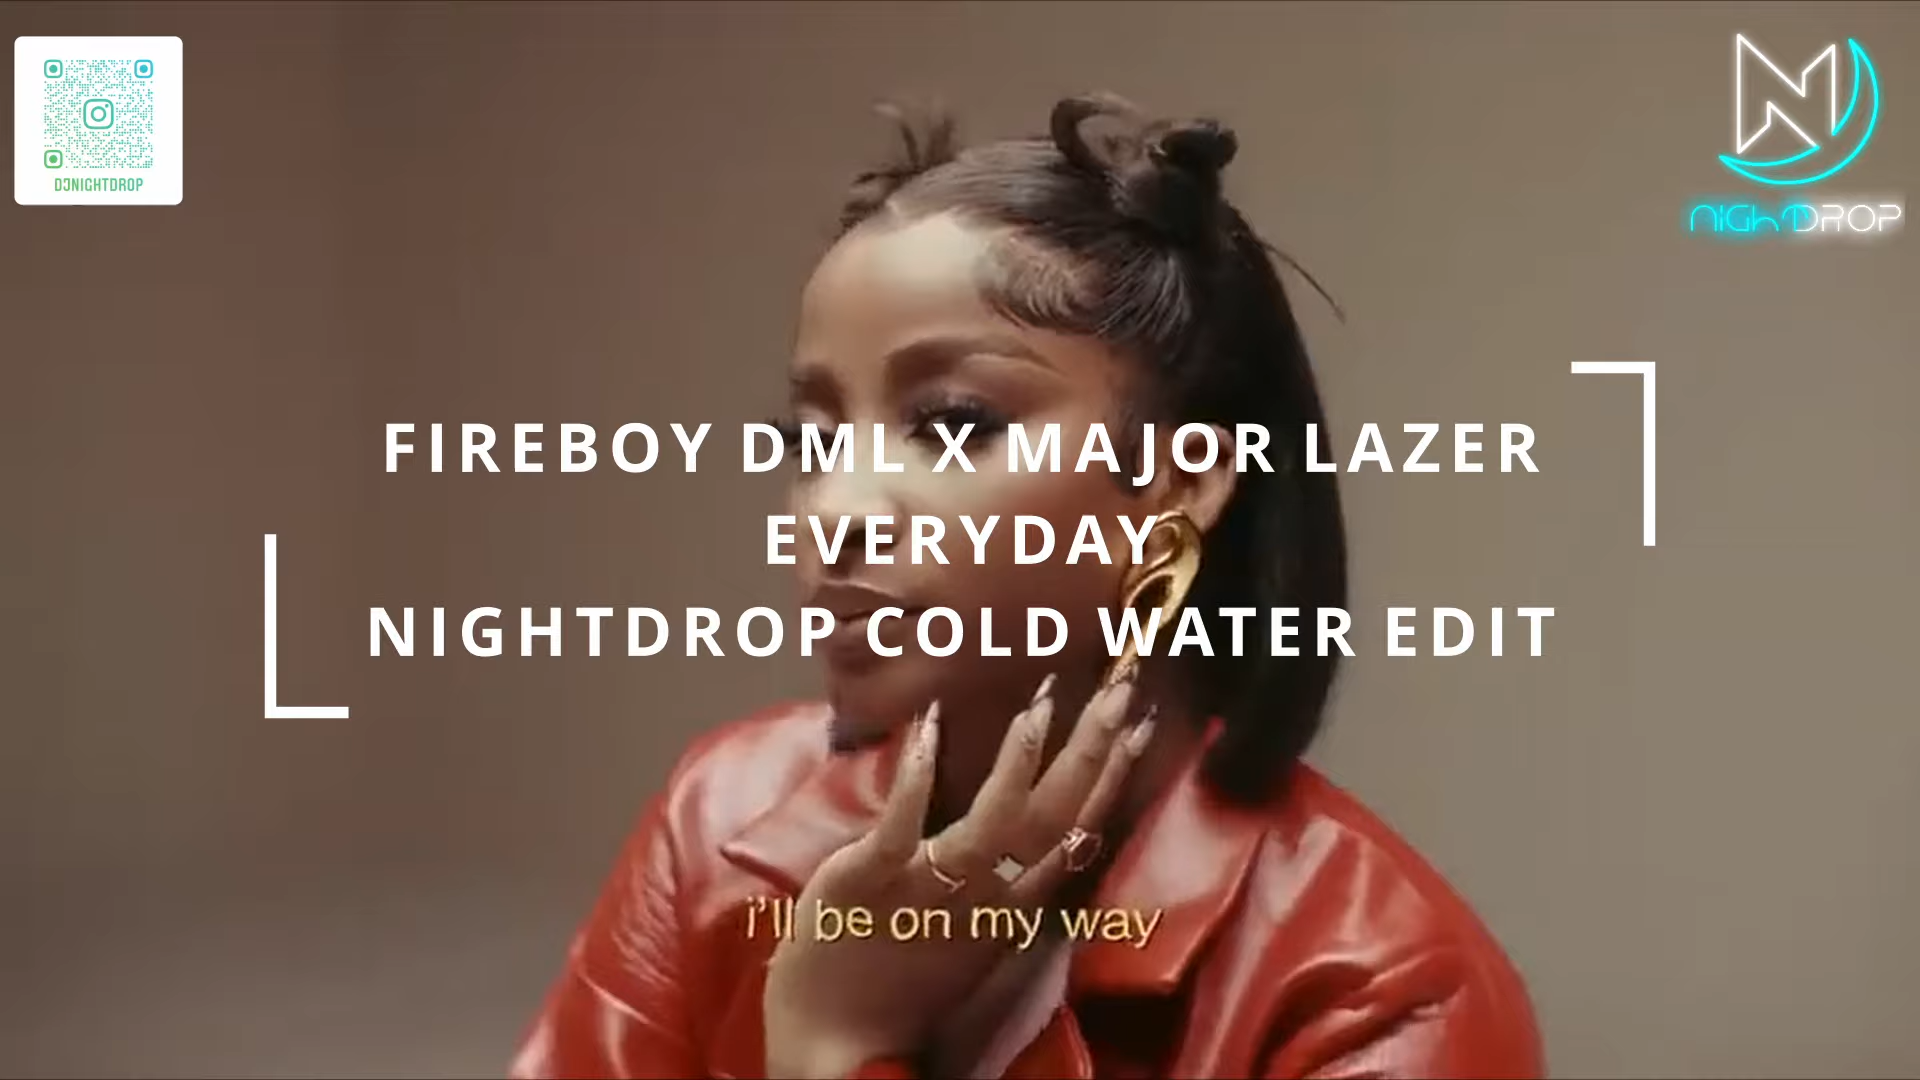 DJNIGHTDROP
NIGHTDROP
FIREBOY DML X MAJOR LAZER
EVERYDAY
NIGHTDROP COLD WATER EDIT
i'll be on my way